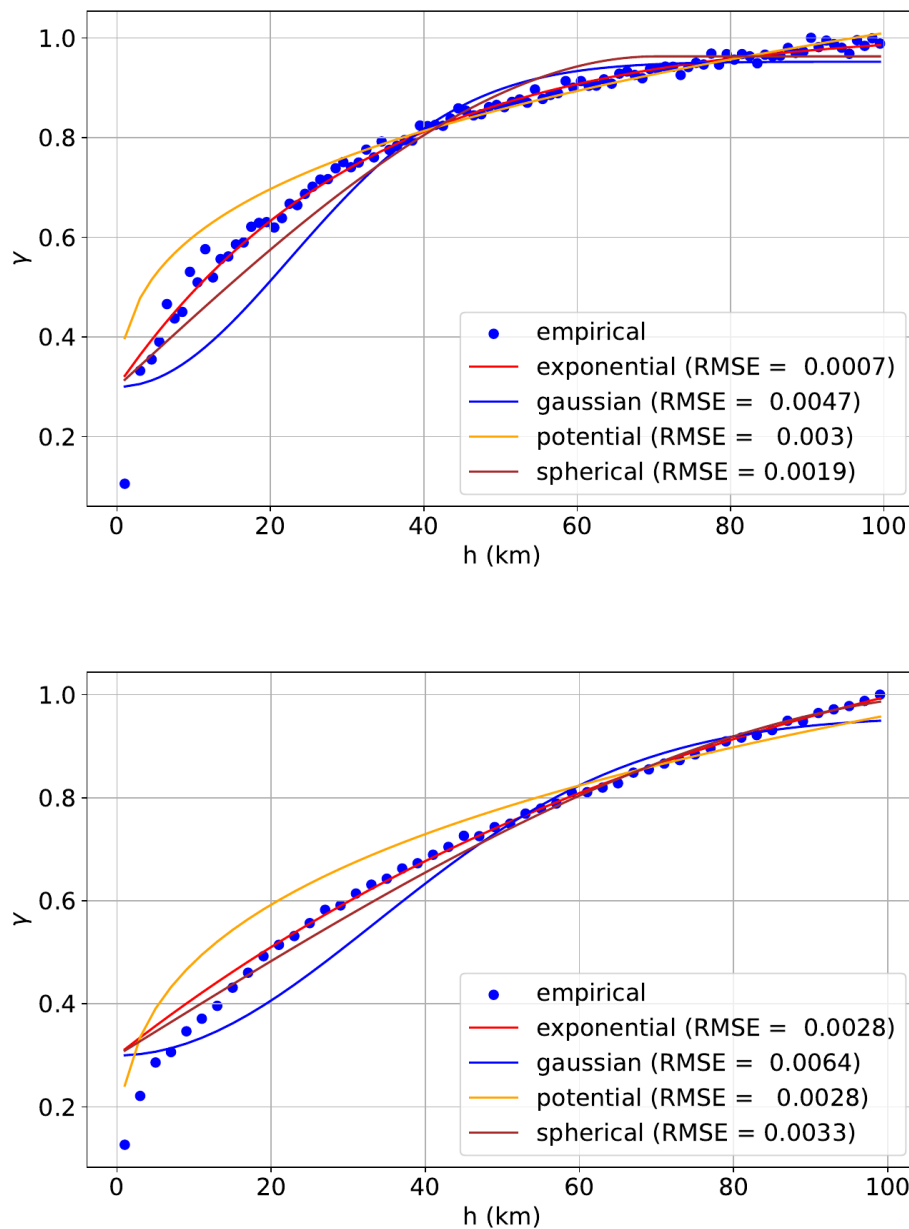 1.0
0.8
0.6
0.4
0.2
γ
empirical
exponential (RMSE = 0.0007)
gaussian (RMSE = 0.0047)
potential (RMSE = 0.003)
spherical (RMSE = 0.0019)
0 20 40 60 80 100
h (km)
1.0
0.8
0.6
0.4
0.2
γ
empirical
exponential (RMSE = 0.0028)
gaussian (RMSE = 0.0064)
potential (RMSE = 0.0028)
spherical (RMSE = 0.0033)
0 20 40 60 80 100
h (km)